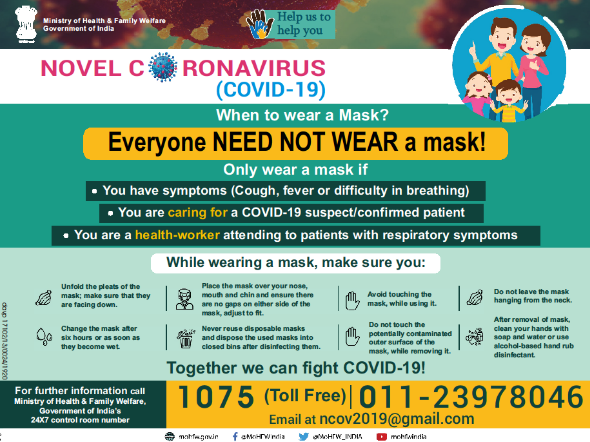 Ministry of Health & Family Welfare
Government of India
Help us to
help you
NOVEL CORONAVIRUS
(COVID-19)
When to wear a Mask?
Everyone NEED NOT WEAR a mask!
Only wear a mask if
• You have symptoms (Cough, fever or difficulty in breathing)
• You are caring for a COVID-19 suspect/confirmed patient
• You are a health-worker attending to patients with respiratory symptoms
While wearing a mask, make sure you:
Unfold the pleats of the
mask; make sure that they
are facing down.
Place the mask over your nose,
mouth and chin and ensure there
are no gaps on either side of the
mask, adjust to fit.
Avoid touching the
mask, while using it.
Do not leave the mask
hanging from the neck.
Change the mask after
six hours or as soon as
they become wet.
Never reuse disposable masks
and dispose the used masks into
closed bins after disinfecting them.
Do not touch the
potentially contaminated
outer surface of the
mask, while removing it.
After removal of mask,
clean your hands with
soap and water or use
alcohol-based hand rub
disinfectant.
Together we can fight COVID-19!
For further information call
Ministry of Health & Family Welfare,
Government of India's
24X7 control room number
1075 (Toll Free) | 011-23978046
Email at ncov2019@gmail.com
mohfw.gov.in
@MoHFWIndia
@MoHFW_INDIA
mohfwindia